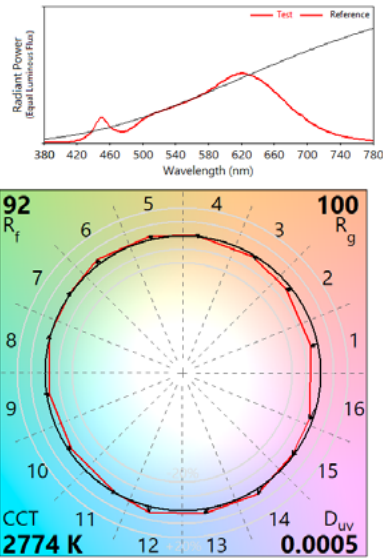 Test Reference
Radiant Power
(Equal Luminous Flux)
380 420 460 500 540 580 620 660 700 740 780
Wavelength (nm)
92 5 4 100
Rf 6 3 Rg
7 2
8 1
9 16
10 15
CCT 11 14 Duv
2774 K 12 13 0.0005